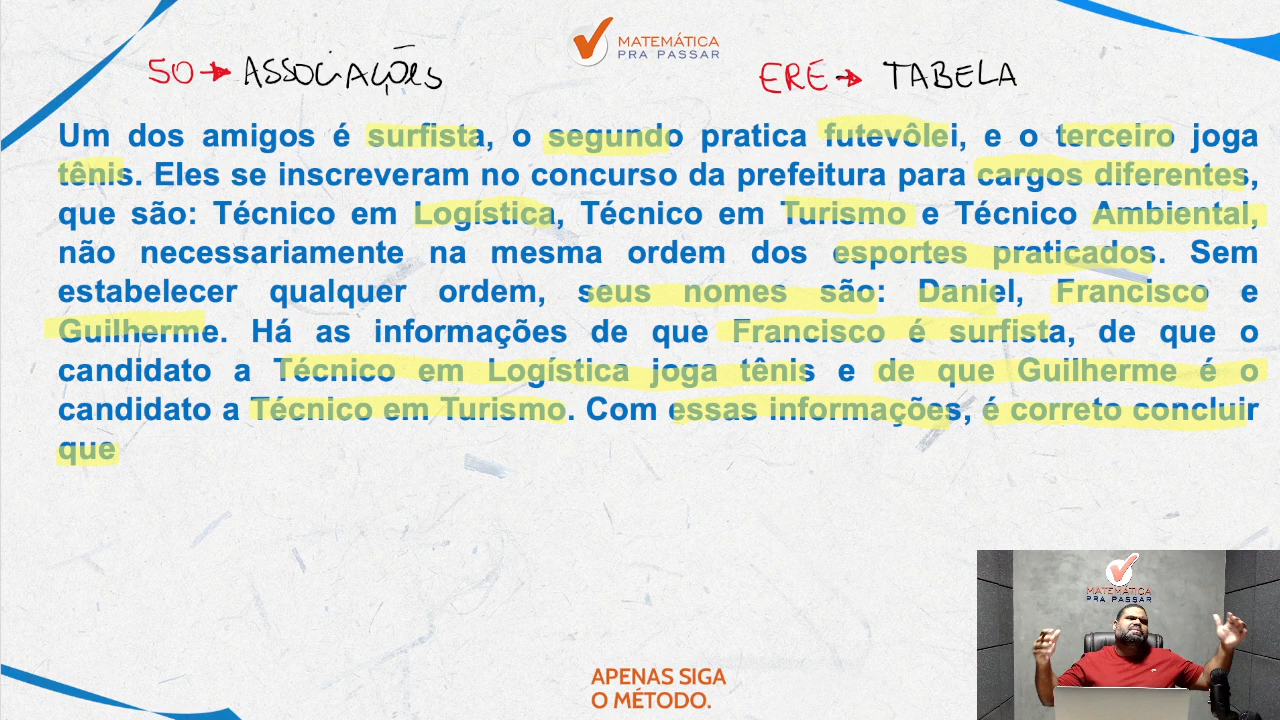 MATEMÁTICA
PRA PASSAR
SO → ASSOCIAÇÕES
ERE → TABELA
Um dos amigos é surfista, o segundo pratica futevôlei, e o terceiro joga
tênis. Eles se inscreveram no concurso da prefeitura para cargos diferentes,
que são: Técnico em Logística, Técnico em Turismo e Técnico Ambiental,
não necessariamente na mesma ordem dos esportes praticados. Sem
estabelecer qualquer ordem, seus nomes são: Daniel, Francisco e
Guilherme. Há as informações de que Francisco é surfista, de que o
candidato a Técnico em Logística joga tênis e de que Guilherme é o
candidato a Técnico em Turismo. Com essas informações, é correto concluir
que
MATEMÁTICA
PRA PASSAR
APENAS SIGA
O MÉTODO.